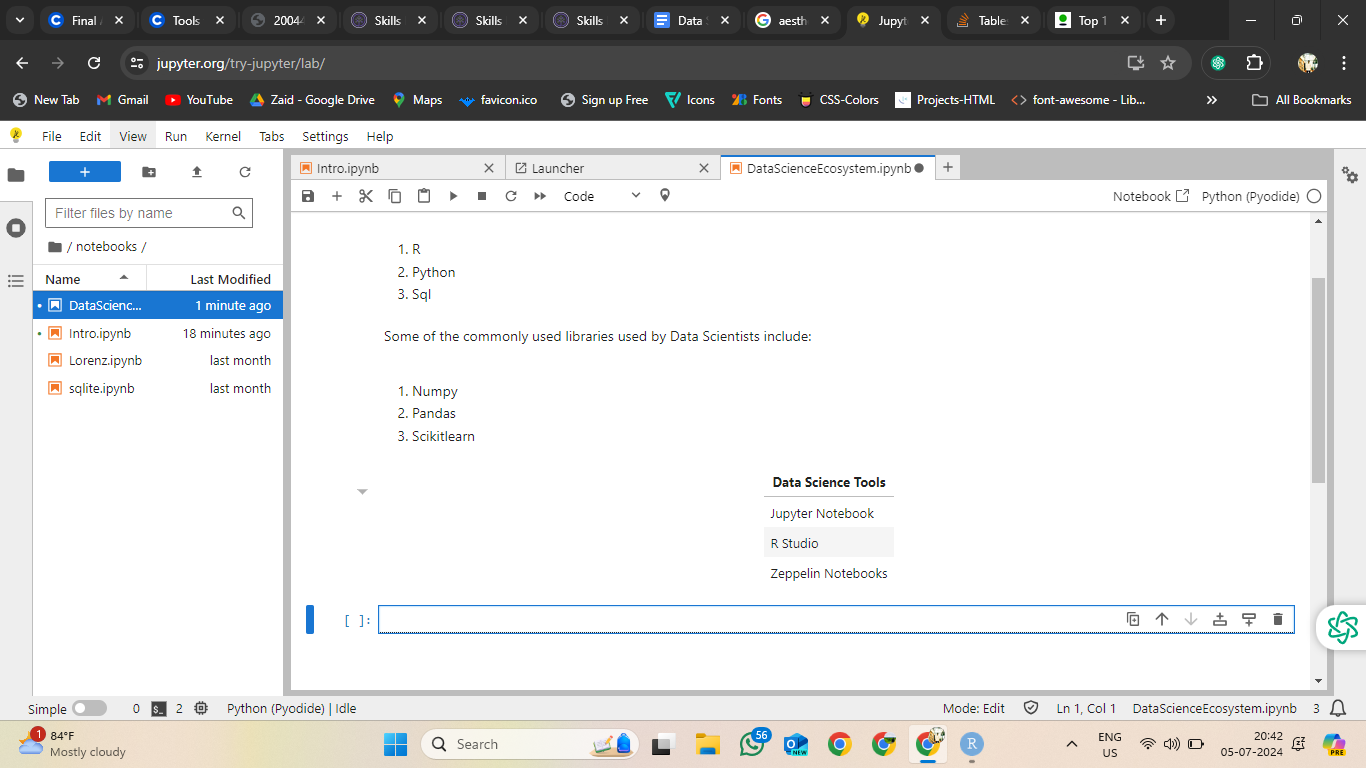 Final Tools 2004 Skills Skills Skills Data aesth Jupyt Table Top 1
jupyter.org/try-jupyter/lab/
New Tab Gmail YouTube Zaid - Google Drive Maps favicon.ico Sign up Free Icons Fonts CSS-Colors Projects-HTML font-awesome - Lib... » All Bookmarks
File Edit View Run Kernel Tabs Settings Help
Intro.ipynb Launcher DataScienceEcosystem.ipynb
Code Notebook Python (Pyodide)
Filter files by name
/ notebooks /
Name Last Modified
DataScienc... 1 minute ago
Intro.ipynb 18 minutes ago
Lorenz.ipynb last month
sqlite.ipynb last month
1. R
2. Python
3. Sql
Some of the commonly used libraries used by Data Scientists include:
1. Numpy
2. Pandas
3. Scikitlearn
Data Science Tools
Jupyter Notebook
R Studio
Zeppelin Notebooks
[ ]:
Simple 0 2 Python (Pyodide) | Idle Mode: Edit Ln 1, Col 1 DataScienceEcosystem.ipynb 3
1 84°F
Mostly cloudy
Search
56
NEW
R
ENG
US
20:42
05-07-2024
PRE